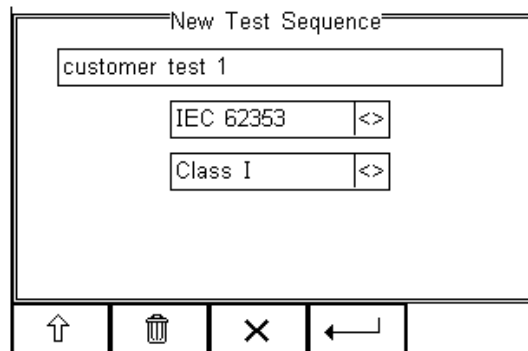 New Test Sequence
customer test 1
IEC 62353 <>
Class I <>